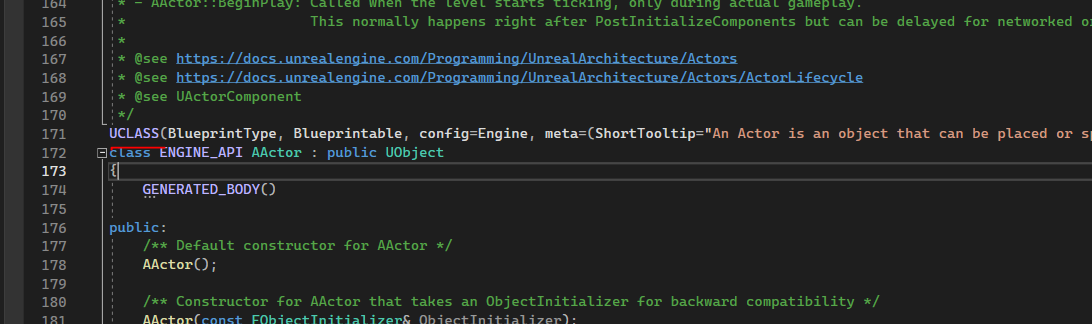 164 * - AActor::BeginPlay: Called when the level starts ticking, only during actual gameplay.
165 * This normally happens right after PostInitializeComponents but can be delayed for networked
166 *
167 * @see https://docs.unrealengine.com/Programming/UnrealArchitecture/Actors
168 * @see https://docs.unrealengine.com/Programming/UnrealArchitecture/Actors/ActorLifecycle
169 * @see UActorComponent
170 */
171 UCLASS(BlueprintType, Blueprintable, config=Engine, meta=(ShortTooltip="An Actor is an object that can be placed or
172 class ENGINE_API AActor : public UObject
173 {
174 GENERATED_BODY()
175
176 public:
177 /** Default constructor for AActor */
178 AActor();
179
180 /** Constructor for AActor that takes an ObjectInitializer for backward compatibility */
181 AActor(const FObjectInitializer& ObjectInitializer);